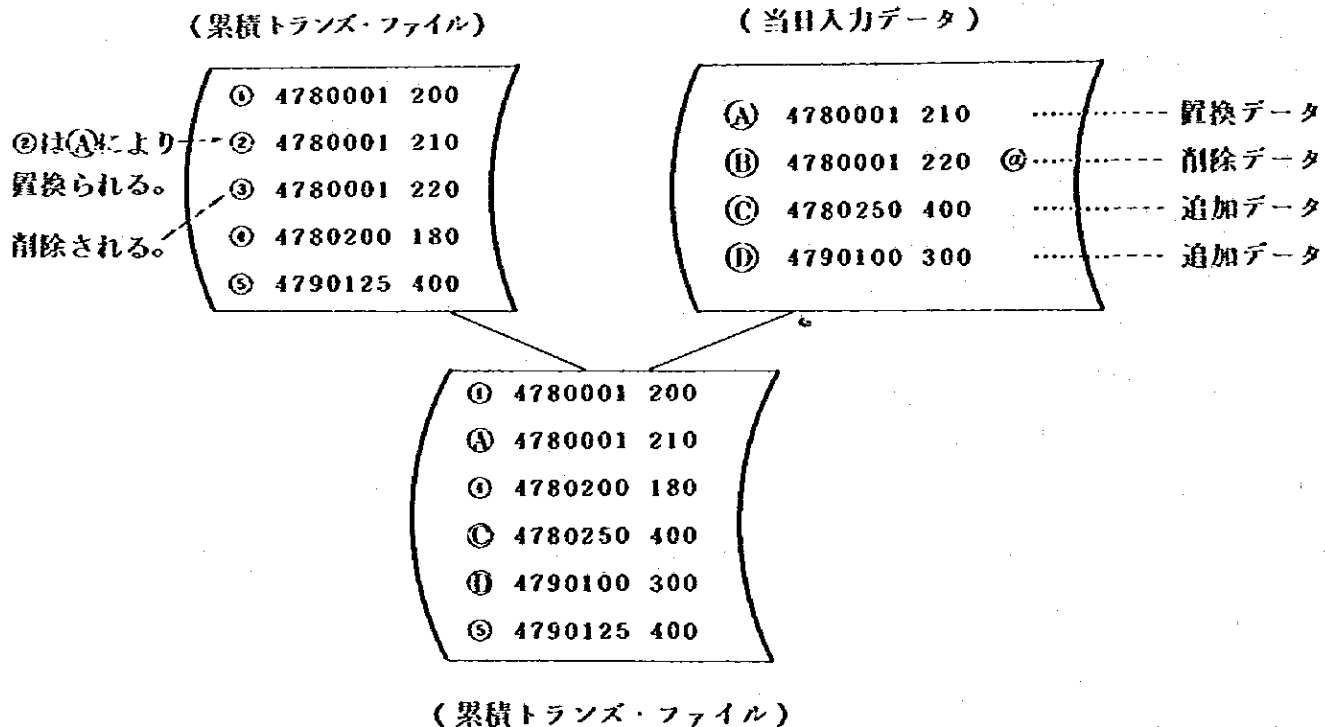 (累積トランズ・ファイル)
① 4780001 200
② 4780001 210
③ 4780001 220
④ 4780200 180
⑤ 4790125 400
②はⒶにより
置換られる。
削除される。
(当日入力データ)
Ⓐ 4780001 210 ………---- 置換データ
Ⓑ 4780001 220 @ ………---- 削除データ
Ⓒ 4780250 400 ………---- 追加データ
Ⓓ 4790100 300 ………---- 追加データ
① 4780001 200
Ⓐ 4780001 210
④ 4780200 180
Ⓒ 4780250 400
Ⓓ 4790100 300
⑤ 4790125 400
(累積トランズ・ファイル)